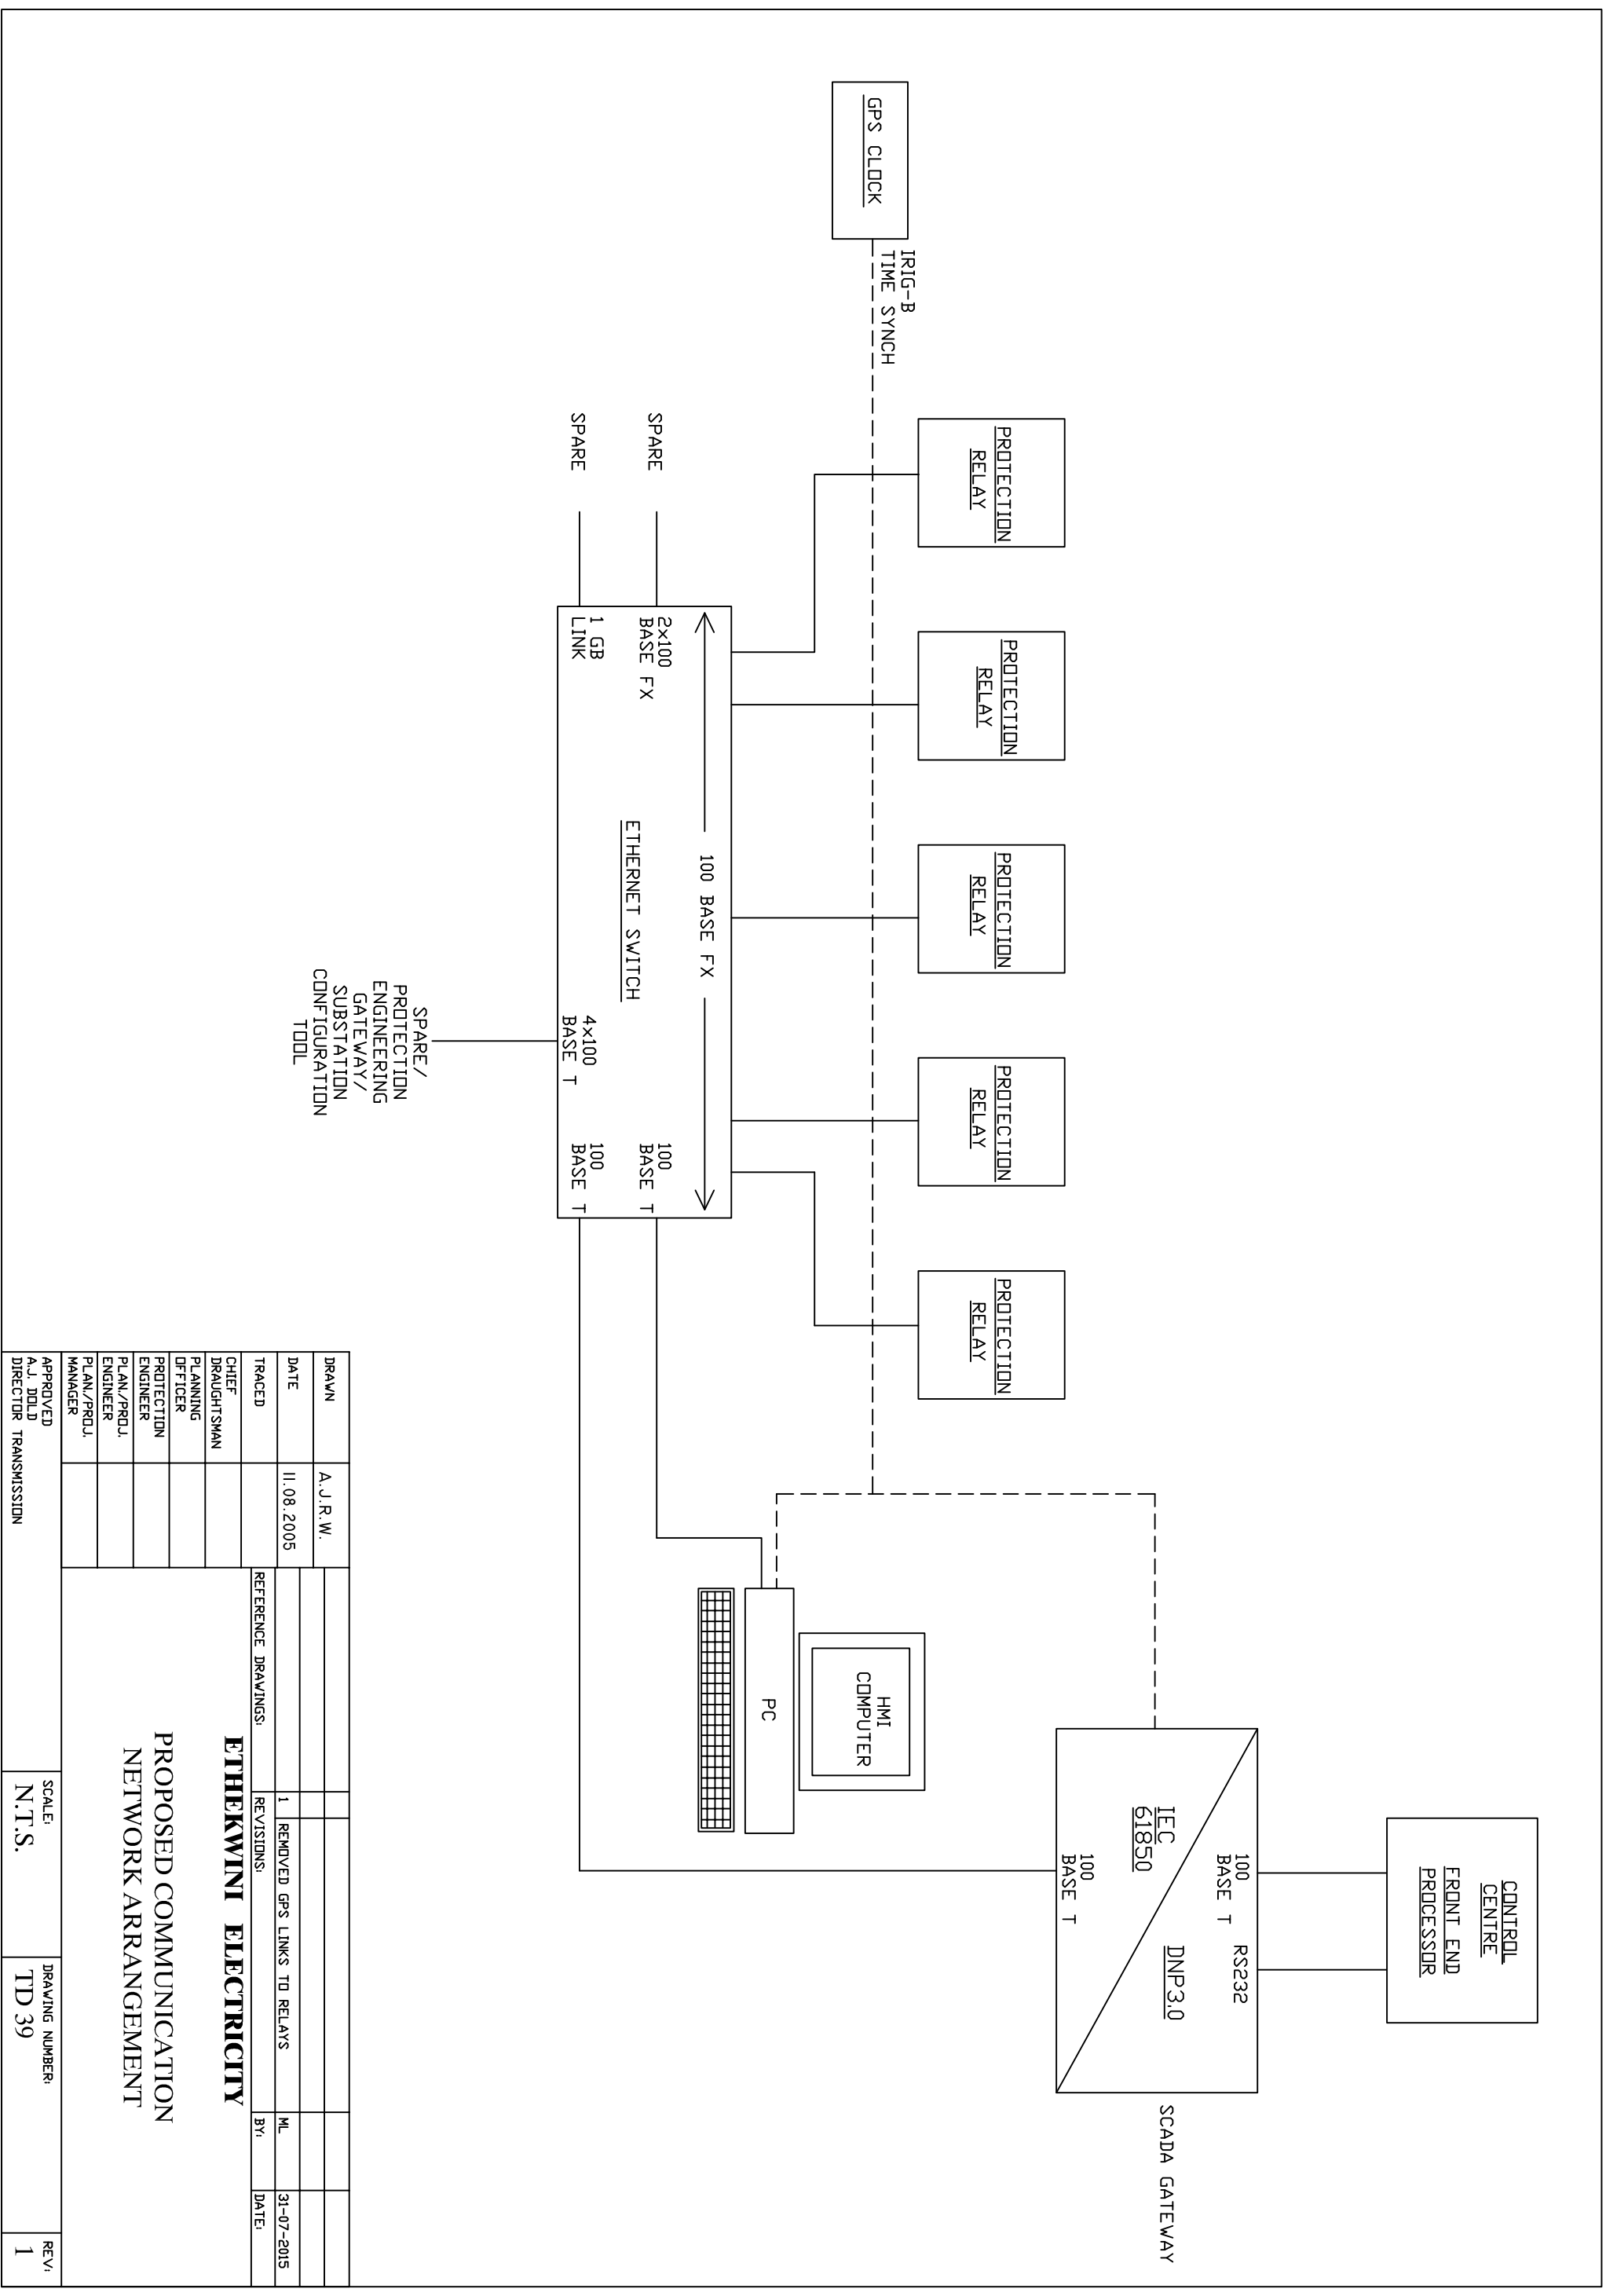 CONTROL
CENTRE
FRONT END
PROCESSOR
100
BASE T
RS232
DNP3.0
IEC
61850
100
BASE T
SCADA GATEWAY
GPS CLOCK
IRIG-B
TIME SYNCH
PROTECTION
RELAY
PROTECTION
RELAY
PROTECTION
RELAY
PROTECTION
RELAY
PROTECTION
RELAY
HMI
COMPUTER
PC
SPARE
SPARE
100 BASE FX
2x100
BASE FX
1 GB
LINK
ETHERNET SWITCH
4x100
BASE T
100
BASE T
100
BASE T
SPARE/
PROTECTION
ENGINEERING
GATEWAY/
SUBSTATION
CONFIGURATION
TOOL
DRAWN
A.J.R.W.
DATE
11.08.2005
TRACED
CHIEF
DRAUGHTSMAN
PLANNING
OFFICER
PROTECTION
ENGINEER
PLAN./PROJ.
ENGINEER
PLAN./PROJ.
MANAGER
APPROVED
A.J. DOLD
DIRECTOR TRANSMISSION
1
REMOVED GPS LINKS TO RELAYS
ML
31-07-2015
REFERENCE DRAWINGS:
REVISIONS:
BY:
DATE:
ETHEKWINI ELECTRICITY
PROPOSED COMMUNICATION
NETWORK ARRANGEMENT
SCALE:
N.T.S.
DRAWING NUMBER:
TD 39
REV:
1